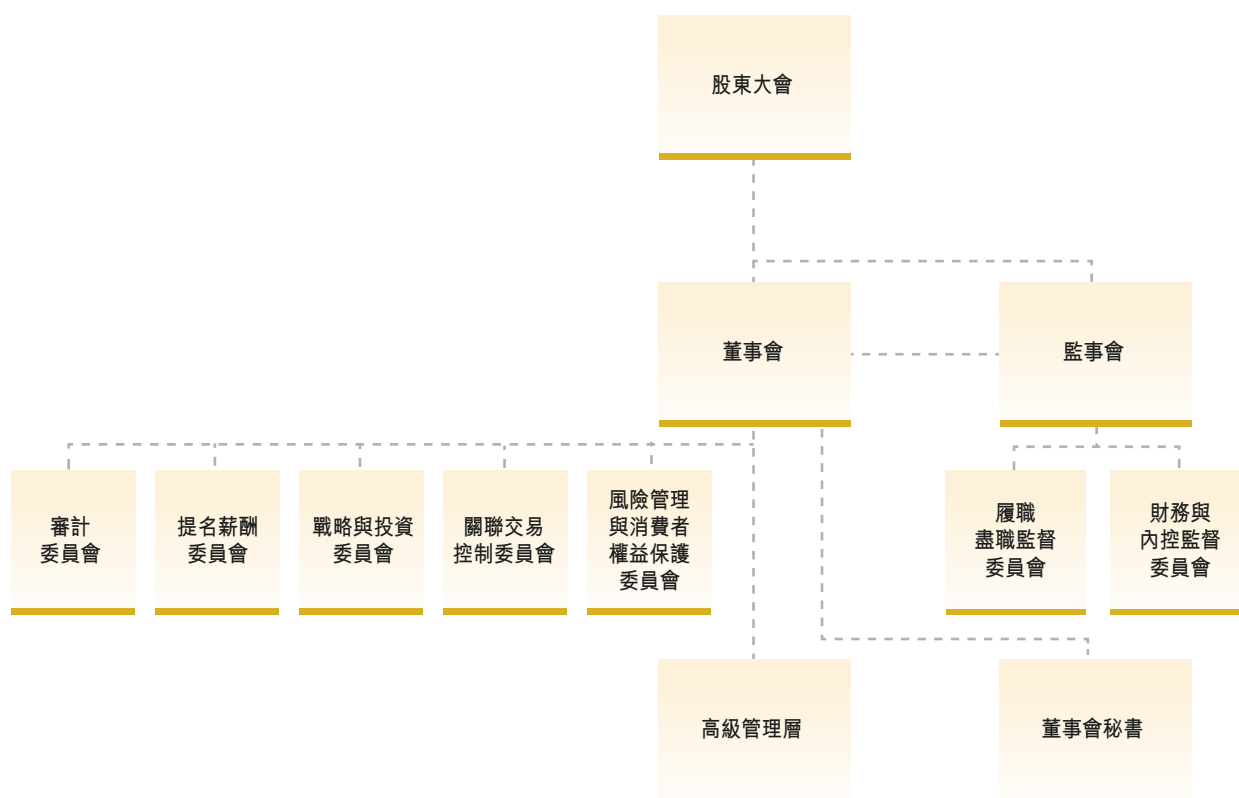 股東大會
董事會
監事會
審計
委員會
提名薪酬
委員會
戰略與投資
委員會
關聯交易
控制委員會
風險管理
與消費者
權益保護
委員會
履職
盡職監督
委員會
財務與
內控監督
委員會
高級管理層
董事會秘書